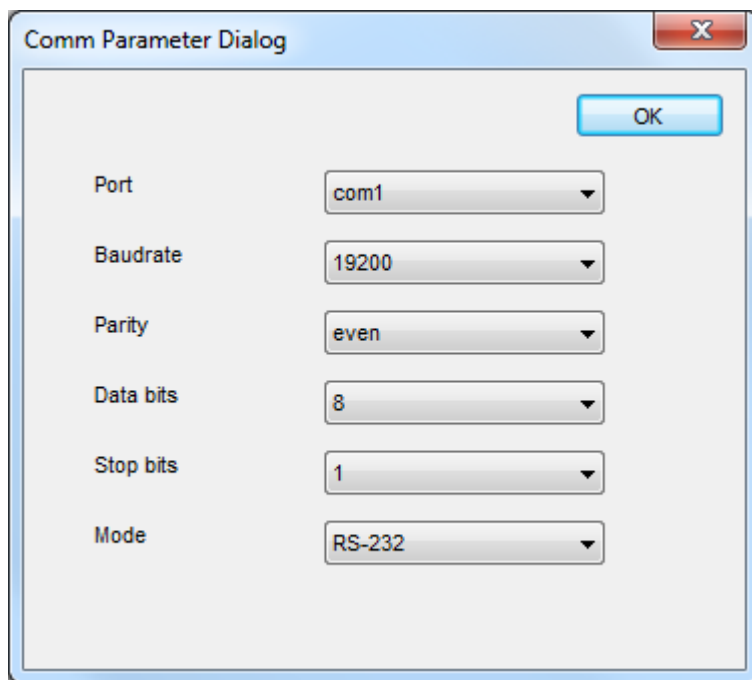 Comm Parameter Dialog
OK
Port com1
Baudrate 19200
Parity even
Data bits 8
Stop bits 1
Mode RS-232